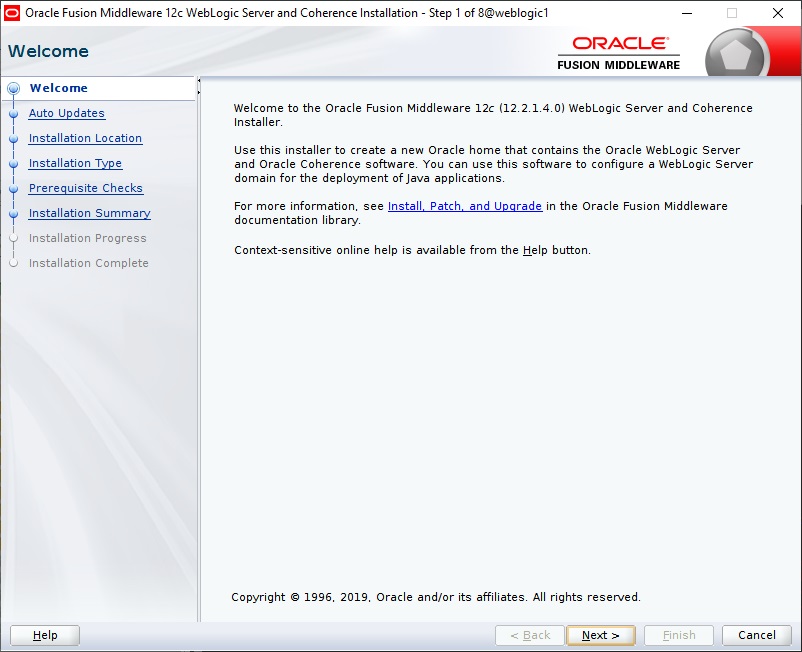 Oracle Fusion Middleware 12c WebLogic Server and Coherence Installation - Step 1 of 8@weblogic1
Welcome
ORACLE
FUSION MIDDLEWARE
Welcome
Auto Updates
Installation Location
Installation Type
Prerequisite Checks
Installation Summary
Installation Progress
Installation Complete
Welcome to the Oracle Fusion Middleware 12c (12.2.1.4.0) WebLogic Server and Coherence
Installer.
Use this installer to create a new Oracle home that contains the Oracle WebLogic Server
and Oracle Coherence software. You can use this software to configure a WebLogic Server
domain for the deployment of Java applications.
For more information, see Install, Patch, and Upgrade in the Oracle Fusion Middleware
documentation library.
Context-sensitive online help is available from the Help button.
Copyright © 1996, 2019, Oracle and/or its affiliates. All rights reserved.
Help
< Back
Next >
Finish
Cancel